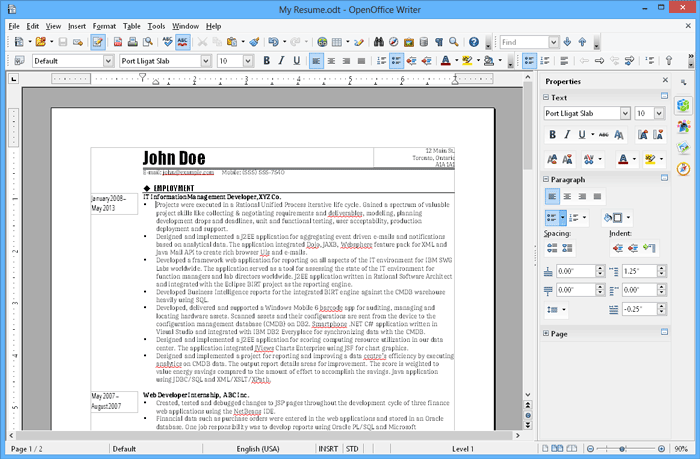 My Resume.odt - OpenOffice Writer
File Edit View Insert Format Table Tools Window Help
Find
Default Port Lligat Slab 10
Properties
Text
Port Lligat Slab 10
Paragraph
Spacing: Indent:
0.00" 1.25"
0.00" 0.00"
-0.25"
Page
John Doe
12 Main St.
Toronto, Ontario
A1A 1A1
E-mail: john@example.com Mobile: (555) 555-7540
EMPLOYMENT
January 2008–
May 2013
IT Information Management Developer, XYZ Co.
• Projects were executed in a Rational Unified Process iterative life cycle. Gained a spectrum of valuable
project skills like collecting & negotiating requirements and deliverables, modeling, planning
development drops and deadlines, unit and functional testing, user acceptability, production
deployment and support.
• Designed and implemented a J2EE application for aggregating event driven e-mails and notifications
based on analytical data. The application integrated Dojo, JAXB, Websphere feature pack for XML and
Java Mail API to create rich browser UIs and e-mails.
• Developed a framework web application for reporting on all aspects of the IT environment for IBM SWG
Labs worldwide. The application served as a tool for assessing the state of the IT environment for
function managers and lab directors worldwide. J2EE application written in Rational Software Architect
and integrated with the Eclipse BIRT project as the reporting engine.
• Developed Business Intelligence reports for the integrated BIRT engine against the CMDB warehouse
heavily using SQL.
• Developed, delivered and supported a Windows Mobile 6 barcode app for auditing, managing and
locating hardware assets. Scanned assets and their configurations are sent from the device to the
configuration management database (CMDB) on DB2. Smartphone .NET C# application written in
Visual Studio and integrated with IBM DB2 Everyplace for synchronizing data with the CMDB.
• Designed and implemented a J2EE application for scoring computing resource utilization in our data
center. The application integrated JViews Charts Enterprise using JSF for chart graphics.
• Designed and implemented a project for reporting and improving a data centre's efficiency by executing
analytics on CMDB data. The output report details areas for improvement. The score is weighted to
value energy savings compared to the amount of effort to accomplish the savings. Java application
using JDBC/SQL and XML/XSLT/XPath.
May 2007 –
August 2007
Web Developer Internship, ABC Inc.
• Created, tested and debugged changes to JSP pages throughout the development cycle of three finance
web applications using the NetBeans IDE.
• Financial data such as purchase orders were entered in the web applications and stored in an Oracle
database. One job responsibility was to develop reports using Oracle PL/SQL and Microsoft
Page 1 / 2 Default English (USA) INSRT STD Level 1 90%